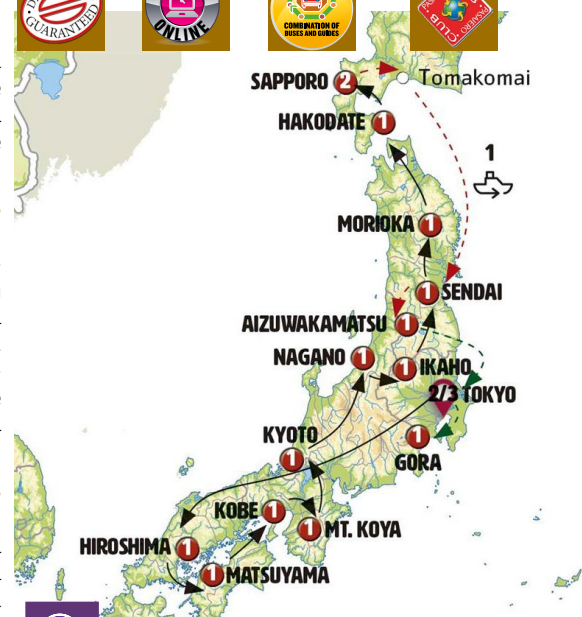 GUARANTEED
ONLINE
COMBINATION OF
BUSES AND GUIDES
CLUB
PASAJERO
SAPPORO 2
Tomakomai
HAKODATE 1
1
MORIOKA 1
1 SENDAI
AIZUWAKAMATSU 1
NAGANO 1
1 IKAHO
2/3 TOKYO
KYOTO
1
1
GORA
KOBE 1
1 MT. KOYA
HIROSHIMA 1
1 MATSUYAMA